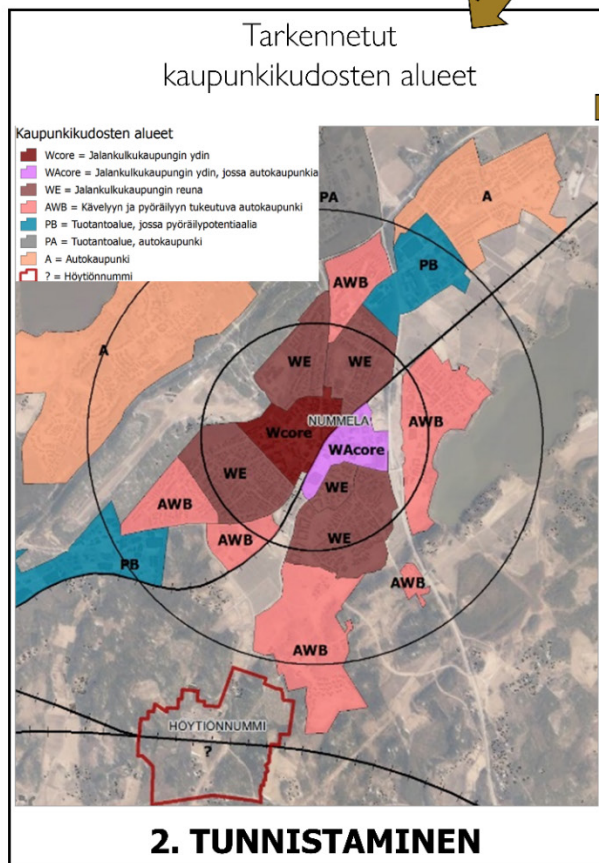 Tarkennetut
kaupunkikudosten alueet
Kaupunkikudosten alueet
Wcore = Jalankulkukaupungin ydin
WAcore = Jalankulkukaupungin ydin, jossa autokaupunkia
WE = Jalankulkukaupungin reuna
AWB = Kävelyyn ja pyöräilyyn tukeutuva autokaupunki
PB = Tuotantoalue, jossa pyöräilypotentiaalia
PA = Tuotantoalue, autokaupunki
A = Autokaupunki
? = Höytiönnummi
PA
A
PB
AWB
A
WE
WE
NUMMELA
Wcore
AWB
WAcore
WE
WE
AWB
AWB
WE
PB
AWB
AWB
HÖYTIÖNNUMMI
?
2. TUNNISTAMINEN